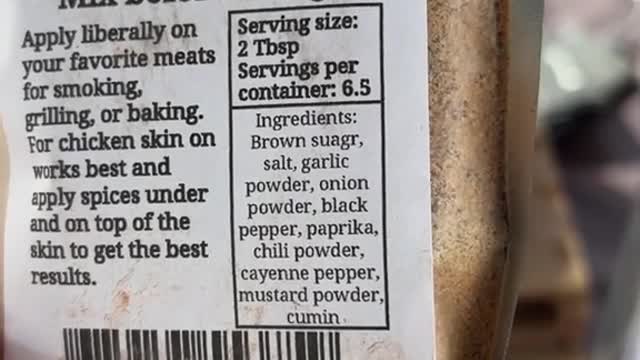 Apply liberally on
your favorite meats
for smoking,
grilling, or baking.
For chicken skin on
works best and
apply spices under
and on top of the
skin to get the best
results.
Serving size:
2 Tbsp
Servings per
container: 6.5
Ingredients:
Brown suagr,
salt, garlic
powder, onion
powder, black
pepper, paprika,
chili powder,
cayenne pepper,
mustard powder,
cumin